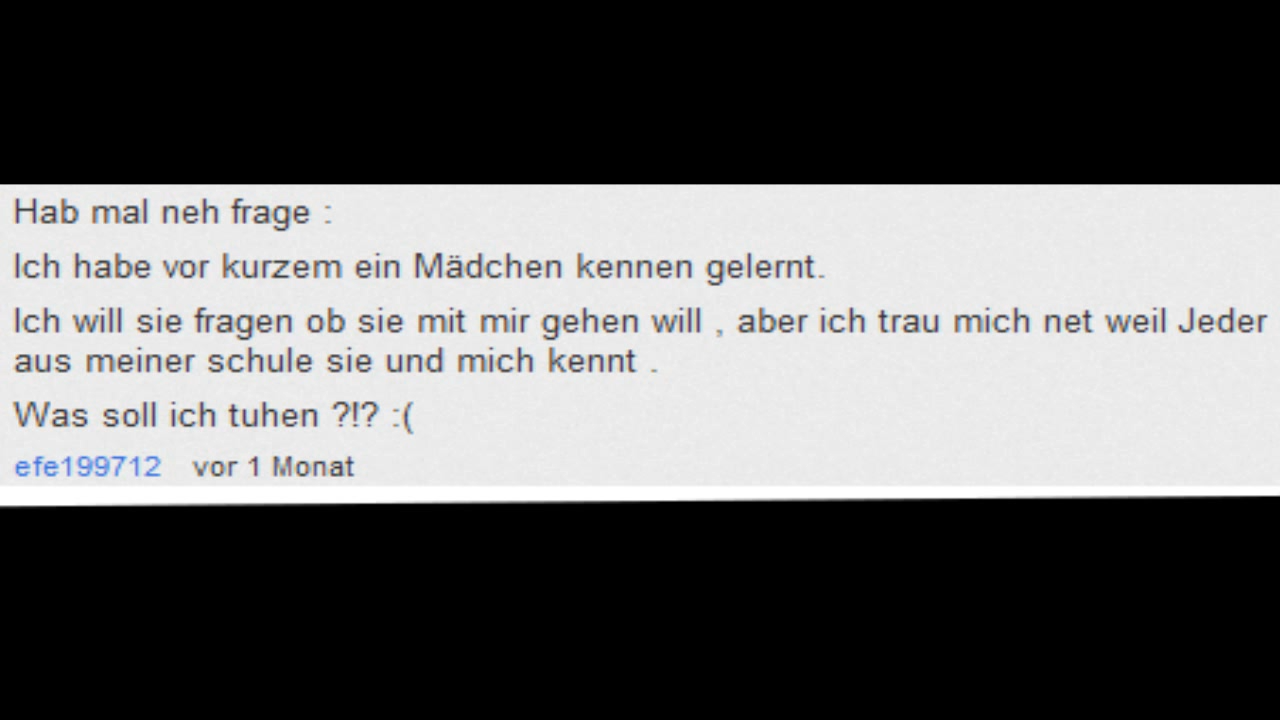 Hab mal neh frage :
Ich habe vor kurzem ein Mädchen kennen gelernt.
Ich will sie fragen ob sie mit mir gehen will , aber ich trau mich net weil Jeder
aus meiner schule sie und mich kennt .
Was soll ich tuhen ?!? :(
efe199712 vor 1 Monat